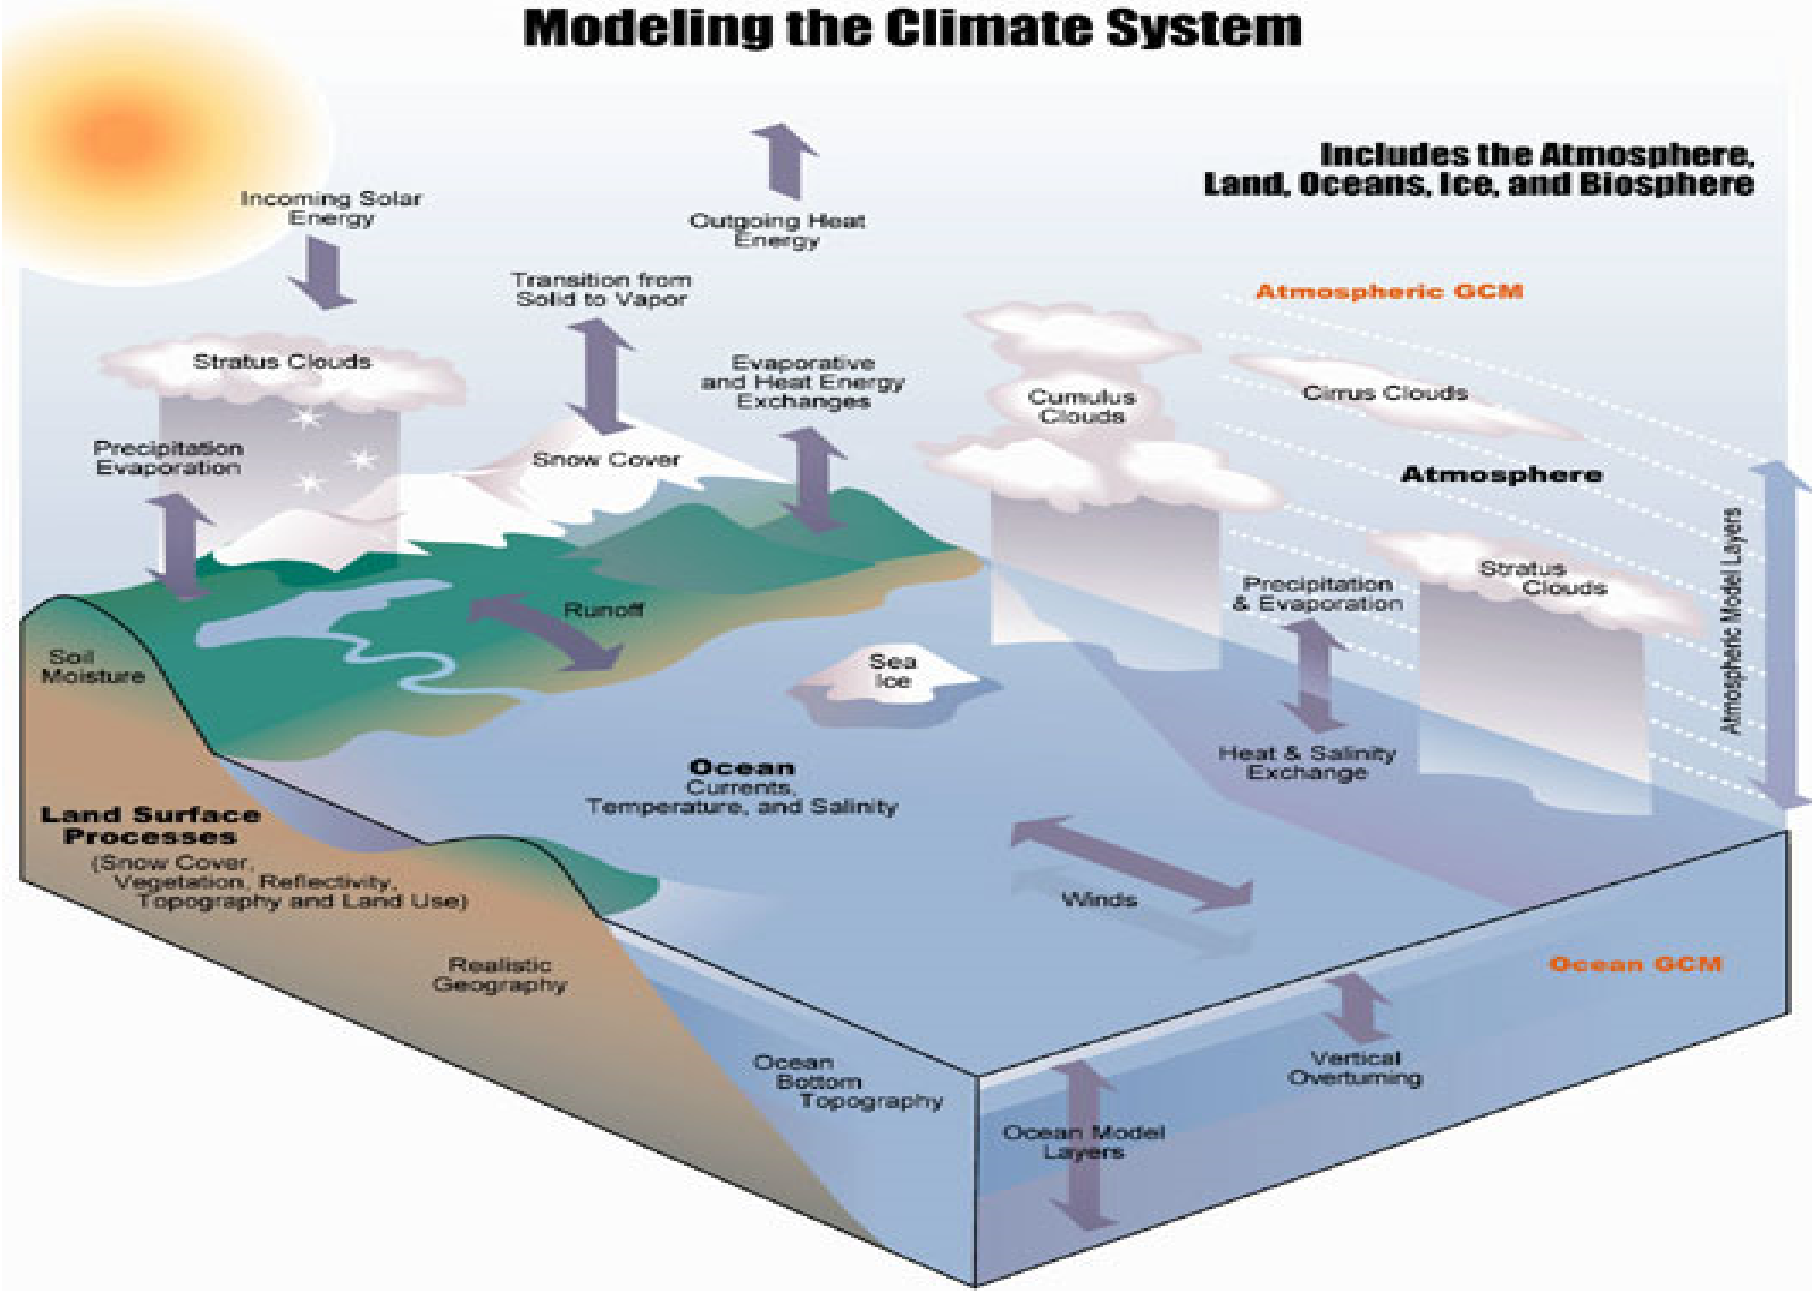 Modeling the Climate System
Includes the Atmosphere,
Land, Oceans, Ice, and Biosphere
Incoming Solar
Energy
Outgoing Heat
Energy
Transition from
Solid to Vapor
Atmospheric GCM
Stratus Clouds
Evaporative
and Heat Energy
Exchanges
Cumulus
Clouds
Cirrus Clouds
Precipitation
Evaporation
Snow Cover
Atmosphere
Atmospheric Model Layers
Stratus
Clouds
Precipitation
& Evaporation
Runoff
Soil
Moisture
Sea
Ice
Heat & Salinity
Exchange
Ocean
Currents,
Temperature, and Salinity
Land Surface
Processes
(Snow Cover,
Vegetation, Reflectivity,
Topography and Land Use)
Winds
Realistic
Geography
Ocean GCM
Ocean
Bottom
Topography
Vertical
Overturning
Ocean Model
Layers